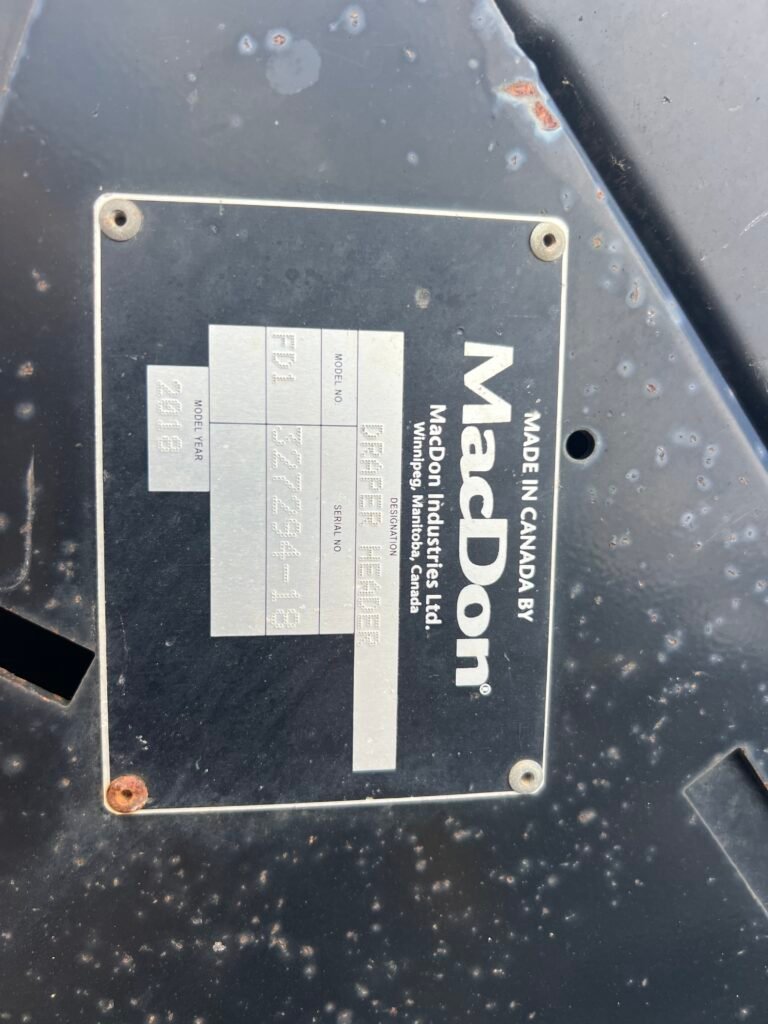 MADE IN CANADA BY
MacDon®
MacDon Industries Ltd.
Winnipeg, Manitoba, Canada
DESIGNATION
DRAPER HEADER
MODEL NO. SERIAL NO
FD1 327294-18
MODEL YEAR
2018